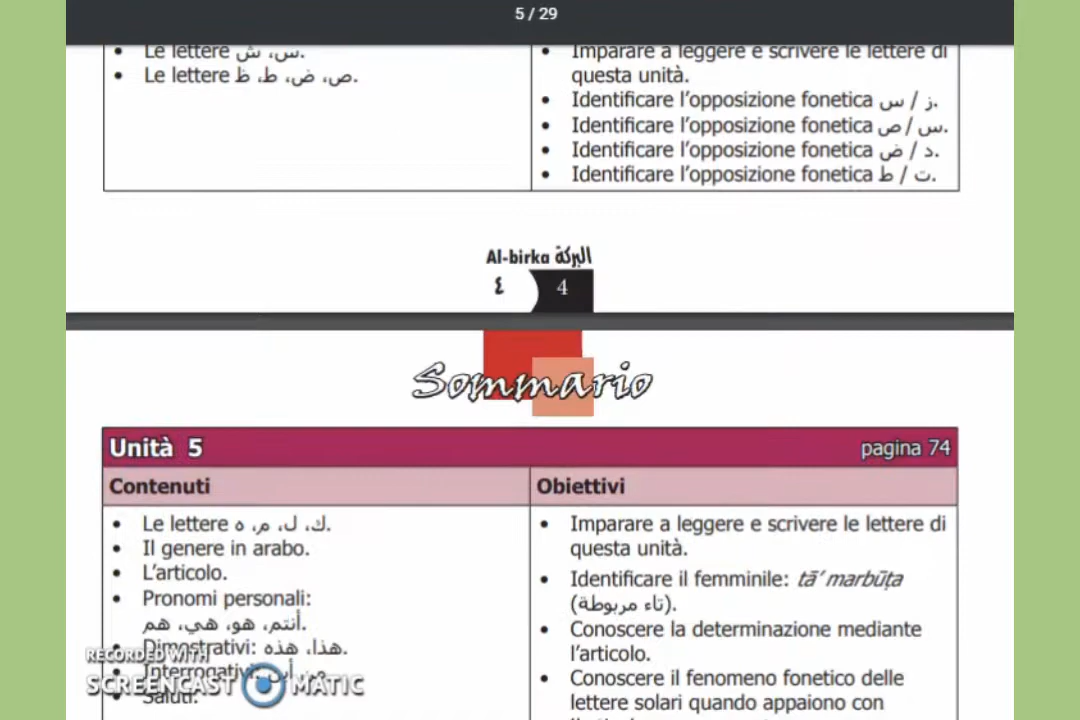 5 / 29
Le lettere س، ش.
Le lettere ص، ض، ط، ظ.
Imparare a leggere e scrivere le lettere di
questa unità.
Identificare l'opposizione fonetica ز / س.
Identificare l'opposizione fonetica س / ص.
Identificare l'opposizione fonetica د / ض.
Identificare l'opposizione fonetica ت / ط.
Al-birka البركة
٤ 4
Sommario
Unità 5 pagina 74
Contenuti
Obiettivi
Le lettere ك، ل، م، ه.
Il genere in arabo.
L'articolo.
Pronomi personali:
أنتم، هو، هي، هم.
Dimostrativi: هذا، هذه.
Interrogativi: من أين.
Saluti.
Imparare a leggere e scrivere le lettere di
questa unità.
Identificare il femminile: tā' marbūṭa
(تاء مربوطة).
Conoscere la determinazione mediante
l'articolo.
Conoscere il fenomeno fonetico delle
lettere solari quando appaiono con
RECORDED WITH
SCREENCAST MATIC